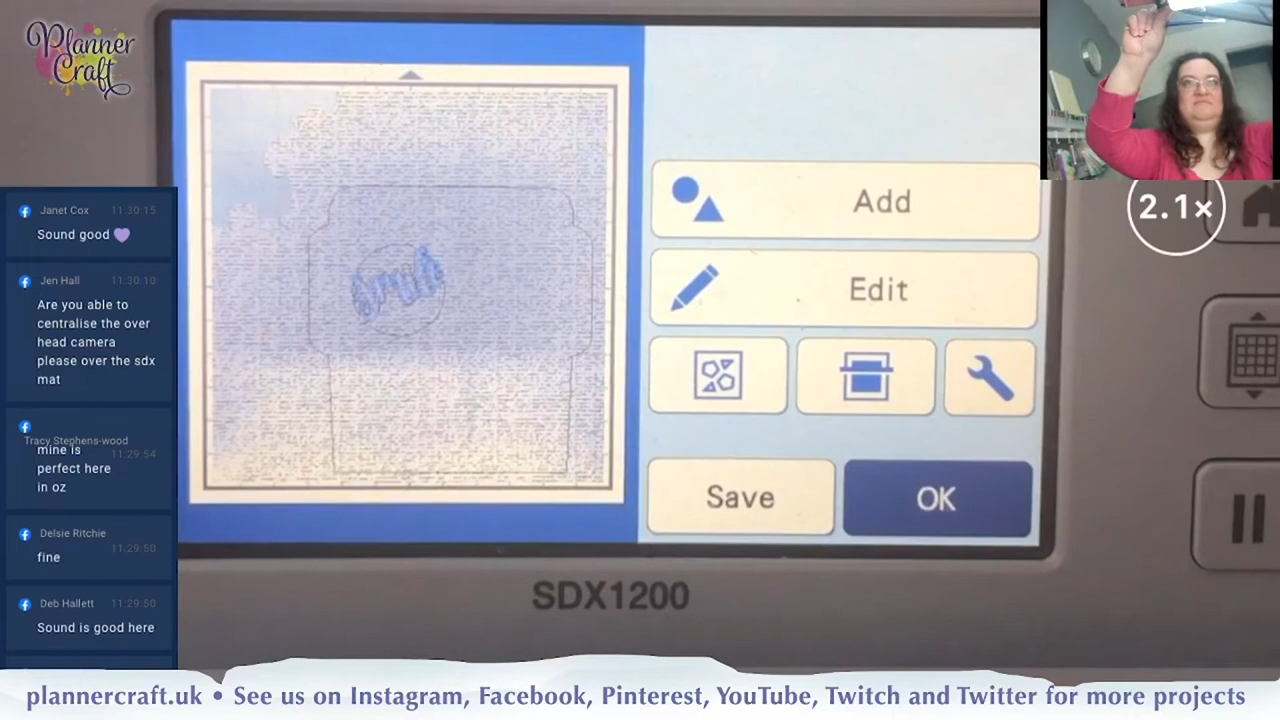 Planner
Craft
Janet Cox 11:30:15
Sound good
Jen Hall 11:30:10
Are you able to
centralise the over
head camera
please over the sdx
mat
Tracy Stephens-wood
11:29:54
mine is
perfect here
in oz
Delsie Ritchie
11:29:50
fine
Deb Hallett 11:29:50
Sound is good here
Add
Edit
Save
OK
2.1×
SDX1200
plannercraft.uk • See us on Instagram, Facebook, Pinterest, YouTube, Twitch and Twitter for more projects